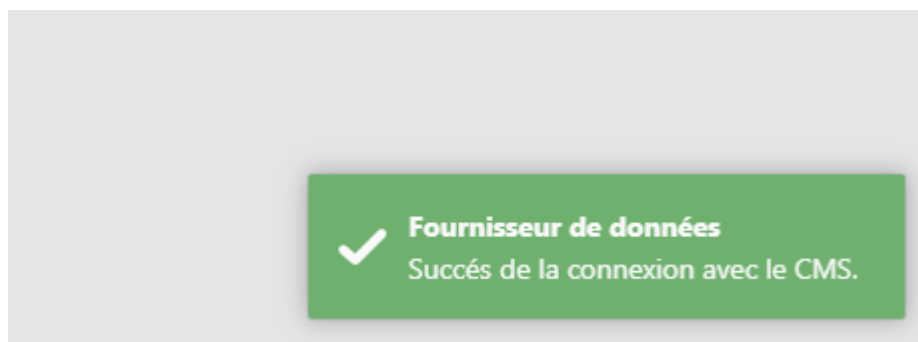 Fournisseur de données
Succés de la connexion avec le CMS.